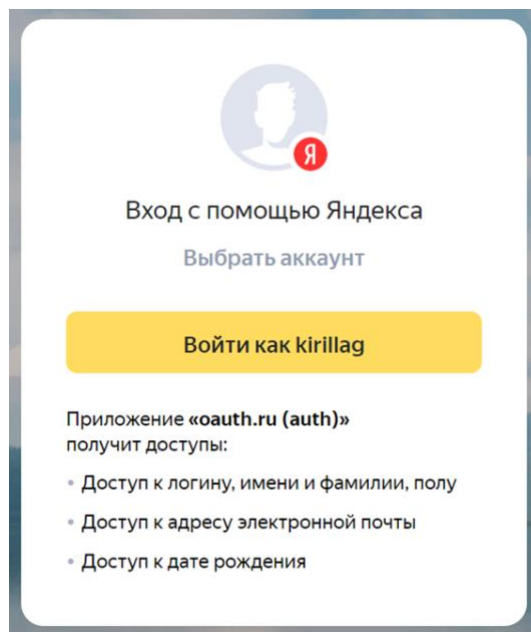 Я
Вход с помощью Яндекса
Выбрать аккаунт
Войти как kirillag
Приложение «oauth.ru (auth)»
получит доступы:
• Доступ к логину, имени и фамилии, полу
• Доступ к адресу электронной почты
• Доступ к дате рождения